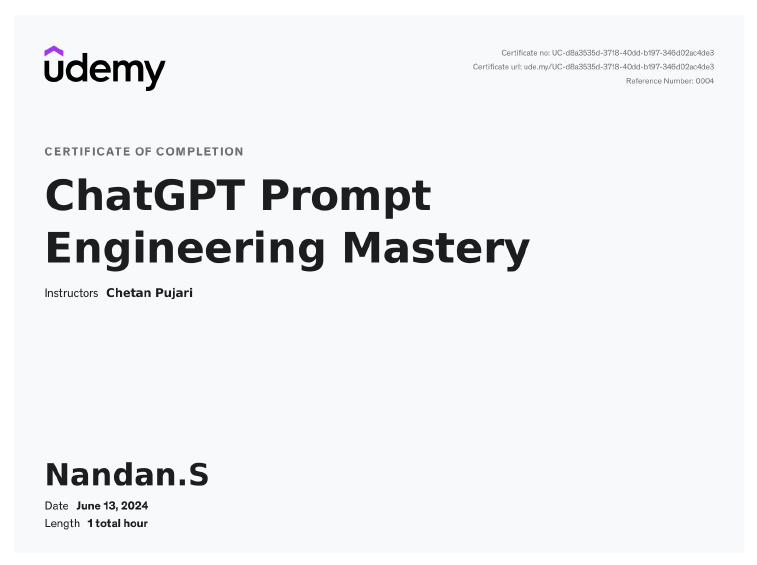 udemy
Certificate no: UC-d8a3535d-3718-40dd-b197-346d02ac4de3
Certificate url: ude.my/UC-d8a3535d-3718-40dd-b197-346d02ac4de3
Reference Number: 0004
CERTIFICATE OF COMPLETION
ChatGPT Prompt
Engineering Mastery
Instructors Chetan Pujari
Nandan.S
Date June 13, 2024
Length 1 total hour